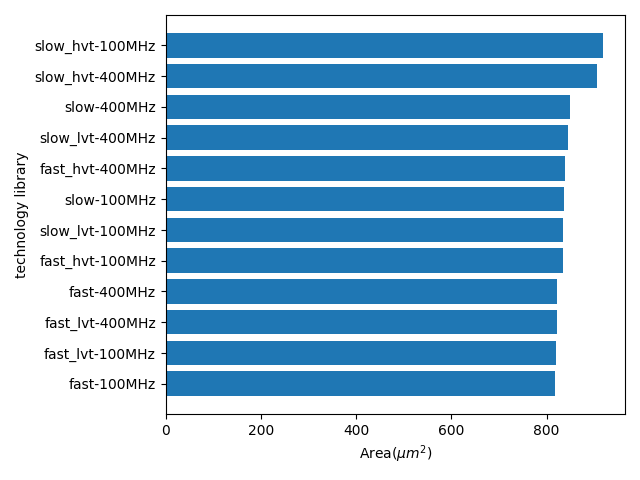 slow_hvt-100MHz
slow_hvt-400MHz
slow-400MHz
slow_lvt-400MHz
fast_hvt-400MHz
slow-100MHz
slow_lvt-100MHz
fast_hvt-100MHz
fast-400MHz
fast_lvt-400MHz
fast_lvt-100MHz
fast-100MHz
technology library
0 200 400 600 800
Area(μm²)